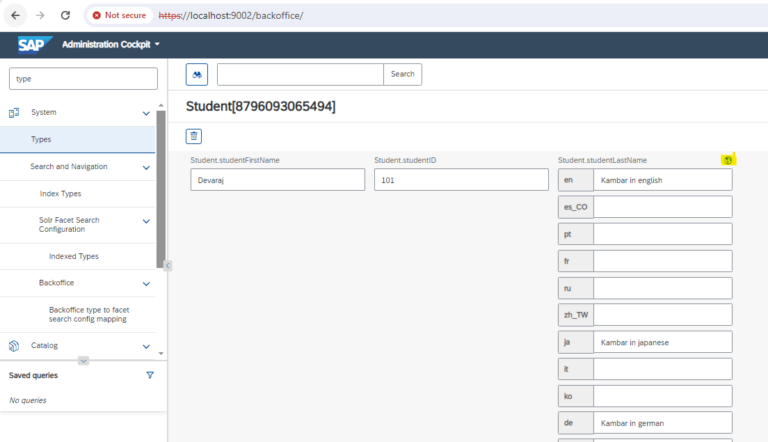 Not secure
https://localhost:9002/backoffice/
SAP Administration Cockpit
type
System
Types
Search and Navigation
Index Types
Solr Facet Search
Configuration
Indexed Types
Backoffice
Backoffice type to facet
search config mapping
Catalog
Saved queries
No queries
Search
Student[8796093065494]
Student.studentFirstName
Devaraj
Student.studentID
101
Student.studentLastName
en Kambar in english
es_CO
pt
fr
ru
zh_TW
ja Kambar in japanese
it
ko
de Kambar in german